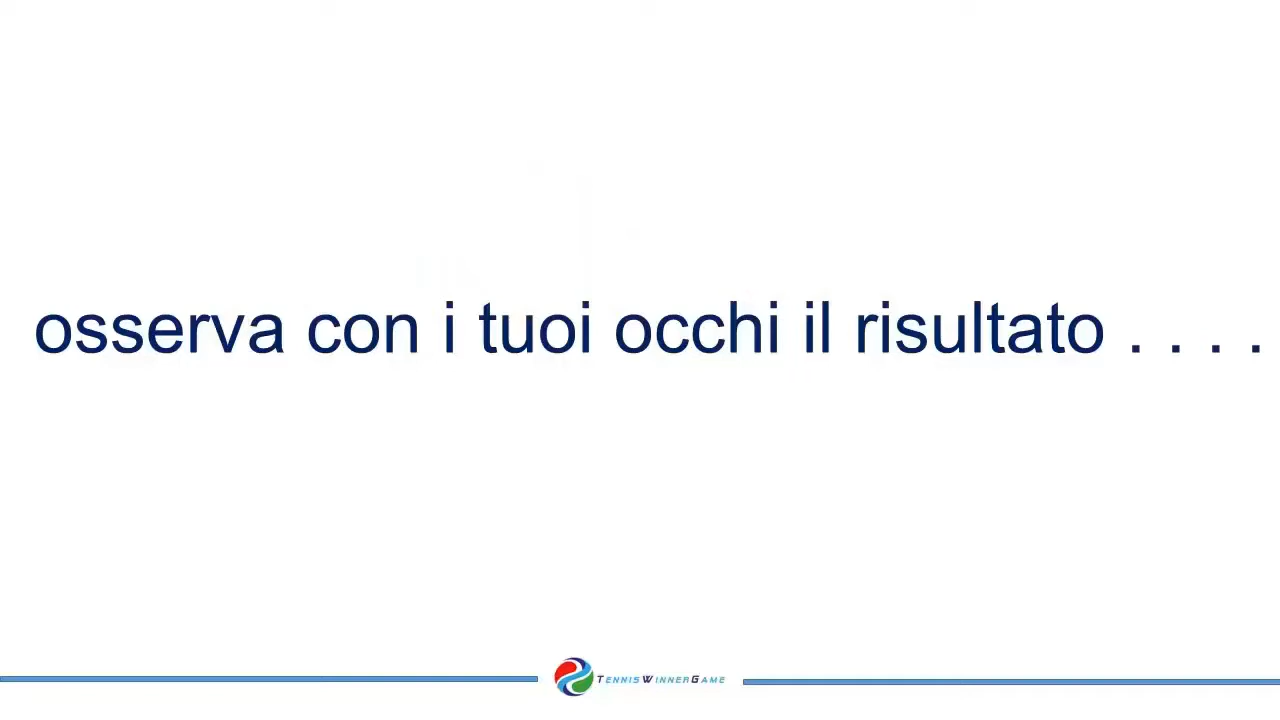 osserva con i tuoi occhi il risultato . . . .
TENNISWINNERGAME